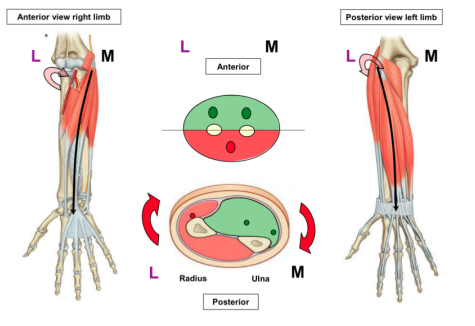 Anterior view right limb
Posterior view left limb
L M
L M
L M
Anterior
L Radius Ulna M
Posterior